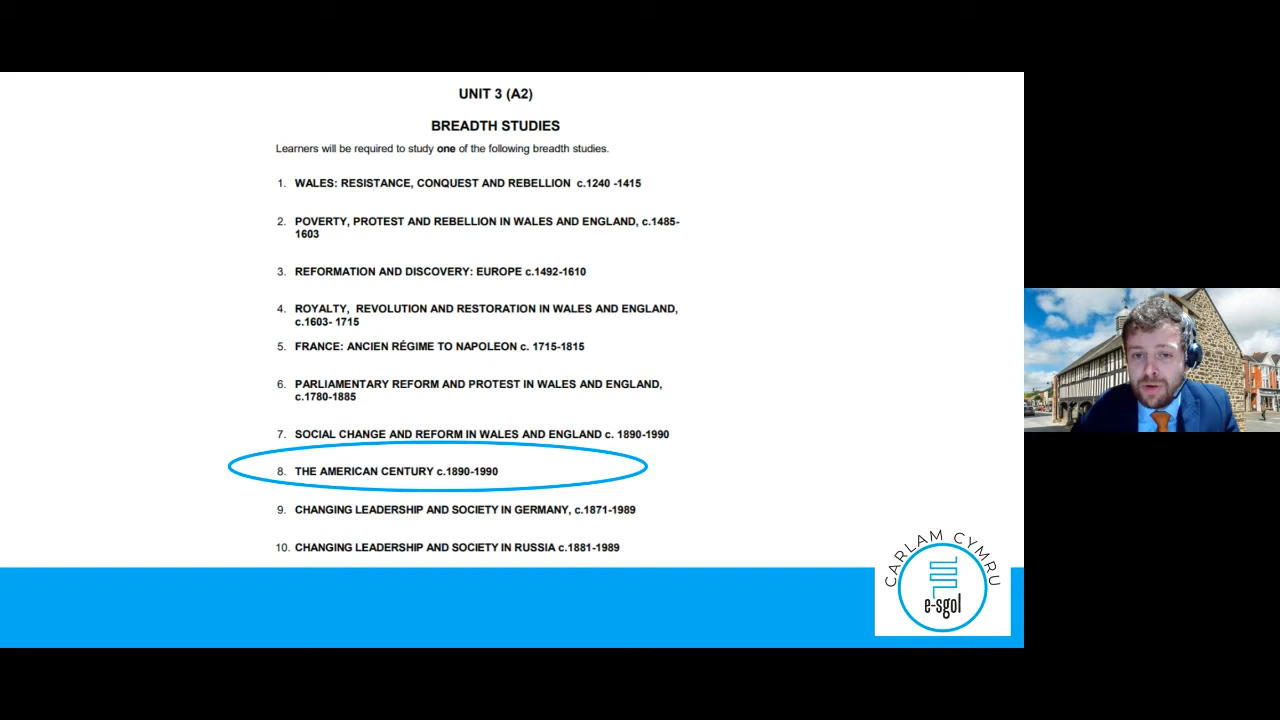 UNIT 3 (A2)
BREADTH STUDIES
Learners will be required to study one of the following breadth studies.
1. WALES: RESISTANCE, CONQUEST AND REBELLION c.1240 -1415
2. POVERTY, PROTEST AND REBELLION IN WALES AND ENGLAND, c.1485-
1603
3. REFORMATION AND DISCOVERY: EUROPE c.1492-1610
4. ROYALTY, REVOLUTION AND RESTORATION IN WALES AND ENGLAND,
c.1603- 1715
5. FRANCE: ANCIEN RÉGIME TO NAPOLEON c. 1715-1815
6. PARLIAMENTARY REFORM AND PROTEST IN WALES AND ENGLAND,
c.1780-1885
7. SOCIAL CHANGE AND REFORM IN WALES AND ENGLAND c. 1890-1990
8. THE AMERICAN CENTURY c.1890-1990
9. CHANGING LEADERSHIP AND SOCIETY IN GERMANY, c.1871-1989
10. CHANGING LEADERSHIP AND SOCIETY IN RUSSIA c.1881-1989
CARLAM CYMRU
e-sgol